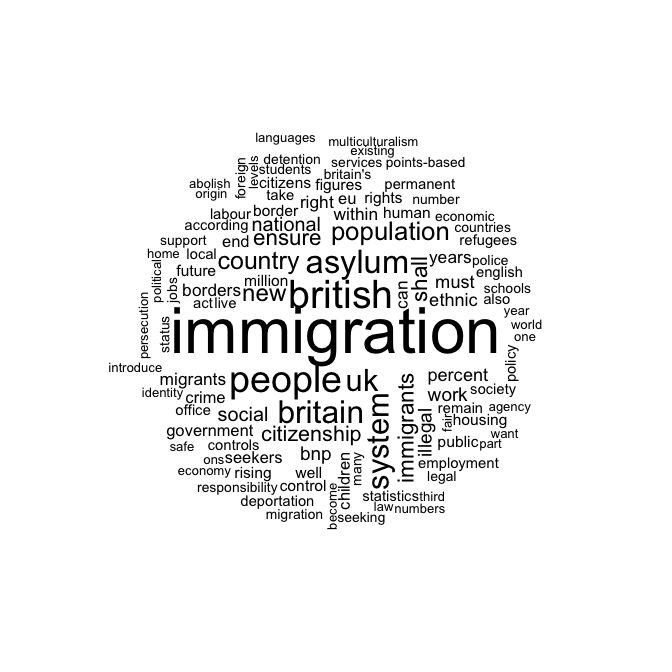 languages
multiculturalism
existing
foreign
levels
detention
services
points-based
students
britain's
abolish
citizens
figures
permanent
origin
take
right
eu
rights
number
labour
border
within
human
economic
according
national
population
countries
support
end
ensure
refugees
home
local
country
asylum
shall
years
police
political
future
english
jobs
million
can
must
borders
new
british
ethnic
schools
also
act
live
persecution
status
immigration
year
world
one
introduce
migrants
people
uk
percent
policy
identity
crime
work
society
office
social
britain
system
immigrants
illegal
remain
agency
fair
housing
government
citizenship
want
safe
controls
public
part
ons
seekers
bnp
many
employment
economy
rising
well
children
legal
responsibility
control
deportation
become
statistics
third
migration
seeking
law
numbers